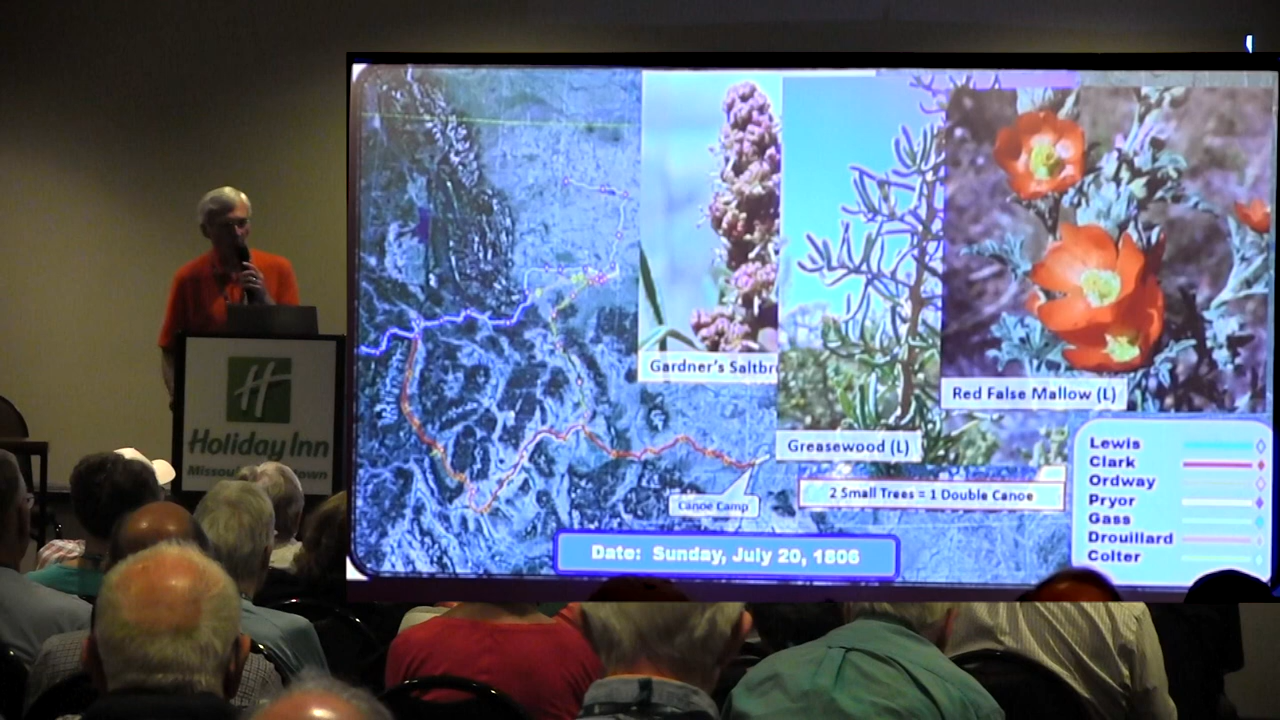 Holiday Inn
Gardner's Saltbr
Red False Mallow (L)
Greasewood (L)
2 Small Trees = 1 Double Canoe
Canoe Camp
Date: Sunday, July 20, 1806
Lewis
Clark
Ordway
Pryor
Gass
Drouillard
Colter